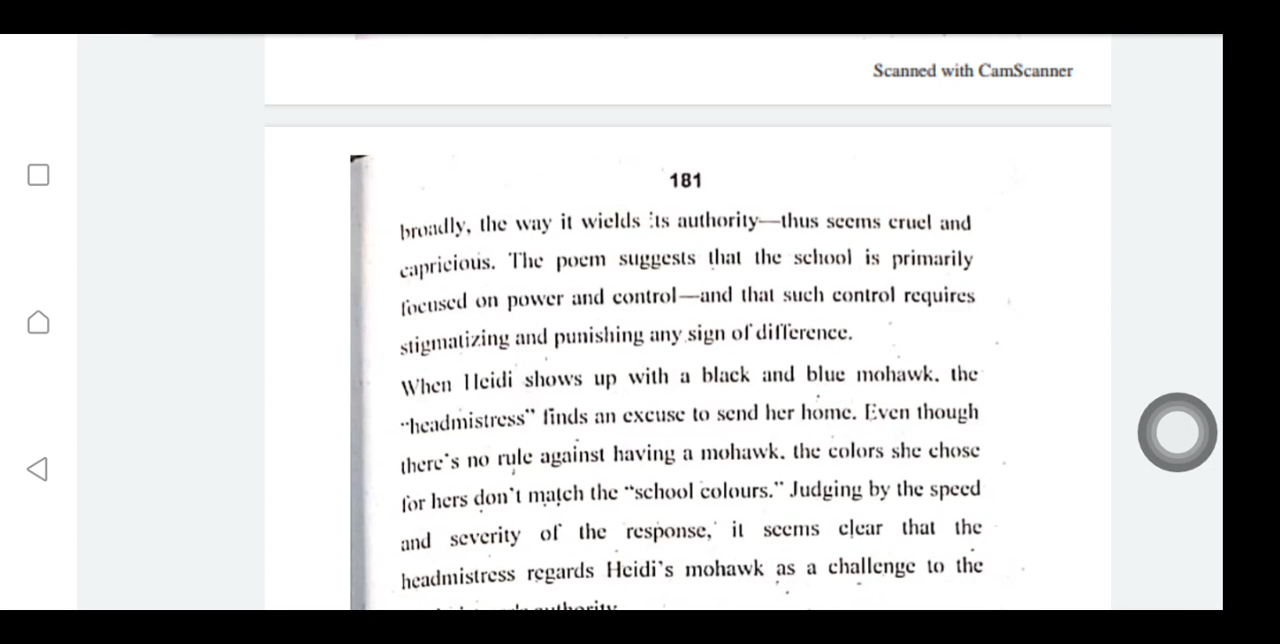 Scanned with CamScanner
181
broadly, the way it wields its authority—thus seems cruel and
capricious. The poem suggests that the school is primarily
focused on power and control—and that such control requires
stigmatizing and punishing any sign of difference.
When Heidi shows up with a black and blue mohawk, the
"headmistress" finds an excuse to send her home. Even though
there's no rule against having a mohawk, the colors she chose
for hers don't match the "school colours." Judging by the speed
and severity of the response, it seems clear that the
headmistress regards Heidi's mohawk as a challenge to the
authority.